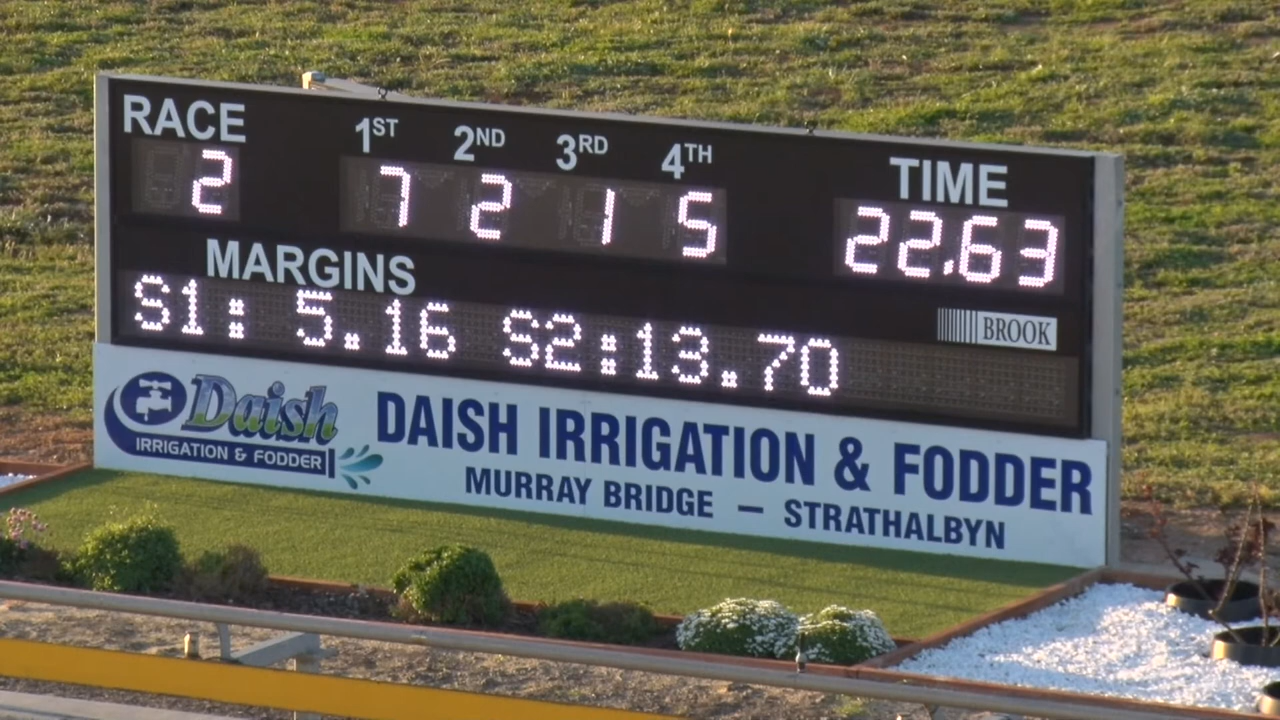 RACE 1ST 2ND 3RD 4TH TIME
2 7 2 1 5 22.63
MARGINS
S1: 5.16 S2:13.70
BROOK
Daish
IRRIGATION & FODDER
DAISH IRRIGATION & FODDER
MURRAY BRIDGE – STRATHALBYN